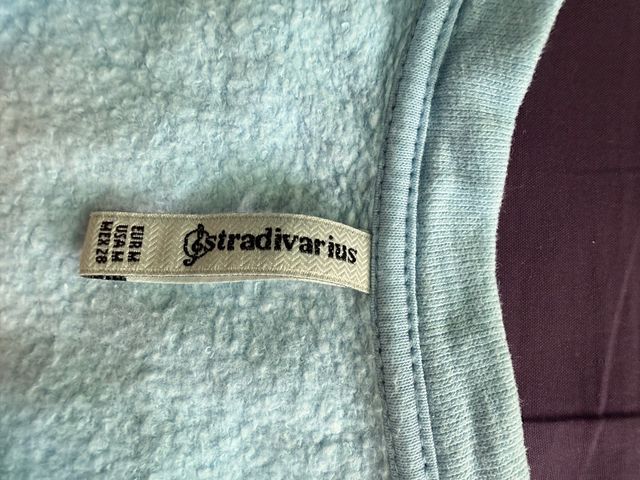 stradivarius
EUR M
USA M
MEX 28